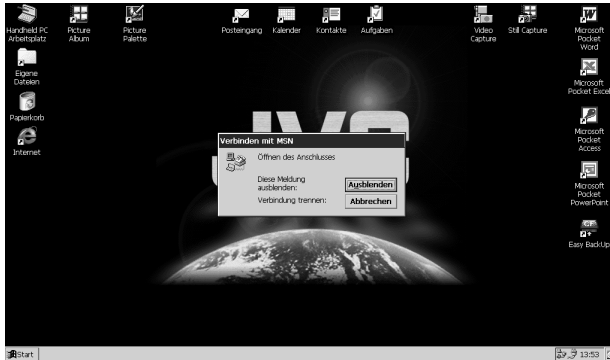 Handheld PC
Arbeitsplatz
Picture
Album
Picture
Palette
Posteingang
Kalender
Kontakte
Aufgaben
Video
Capture
Still Capture
Microsoft
Pocket
Word
Eigene
Dateien
Microsoft
Pocket Excel
Papierkorb
Microsoft
Pocket
Access
Internet
JVC
Verbinden mit MSN
Öffnen des Anschlusses
Diese Meldung
ausblenden:
Ausblenden
Verbindung trennen:
Abbrechen
Microsoft
Pocket
PowerPoint
CF
Easy BackUp
Start
13:53